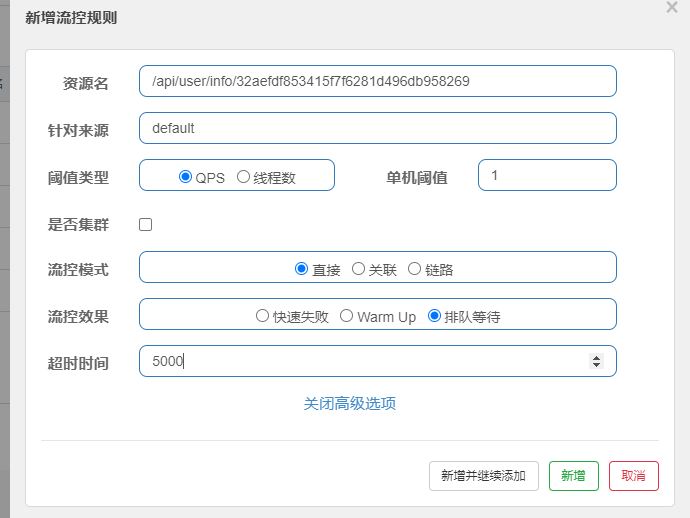 新增流控规则
资源名 /api/user/info/32aefdf853415f7f6281d496db958269
针对来源 default
阈值类型 QPS 线程数 单机阈值 1
是否集群
流控模式 直接 关联 链路
流控效果 快速失败 Warm Up 排队等待
超时时间 5000
关闭高级选项
新增并继续添加 新增 取消